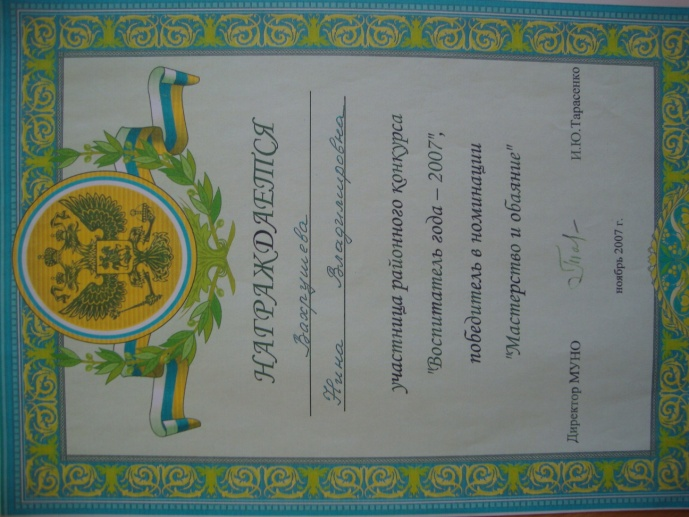 НАГРАЖДАЕТСЯ
Вахрушева
Нина Владимировна
участница районного конкурса
"Воспитатель года – 2007",
победитель в номинации
"Мастерство и обаяние"
Директор МУНО И.Ю.Тарасенко
ноябрь 2007 г.